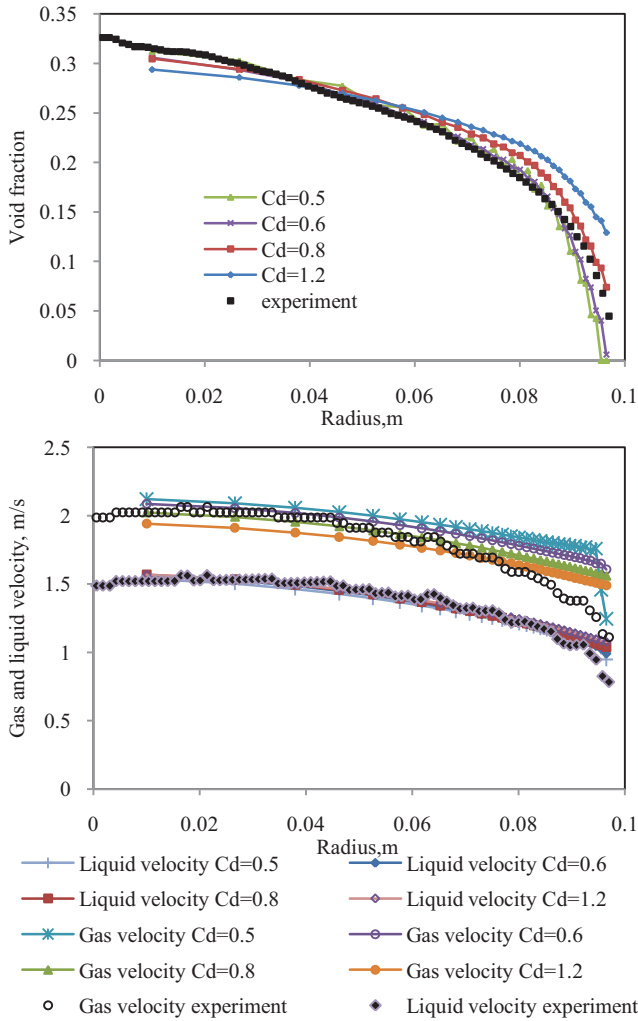 0.35
0.3
0.25
0.2
0.15
0.1
0.05
0
Void fraction
Cd=0.5
Cd=0.6
Cd=0.8
Cd=1.2
experiment
0 0.02 0.04 0.06 0.08 0.1
Radius,m
2.5
2
1.5
1
0.5
0
Gas and liquid velocity, m/s
0 0.02 0.04 0.06 0.08 0.1
Radius,m
Liquid velocity Cd=0.5 Liquid velocity Cd=0.6
Liquid velocity Cd=0.8 Liquid velocity Cd=1.2
Gas velocity Cd=0.5 Gas velocity Cd=0.6
Gas velocity Cd=0.8 Gas velocity Cd=1.2
Gas velocity experiment Liquid velocity experiment